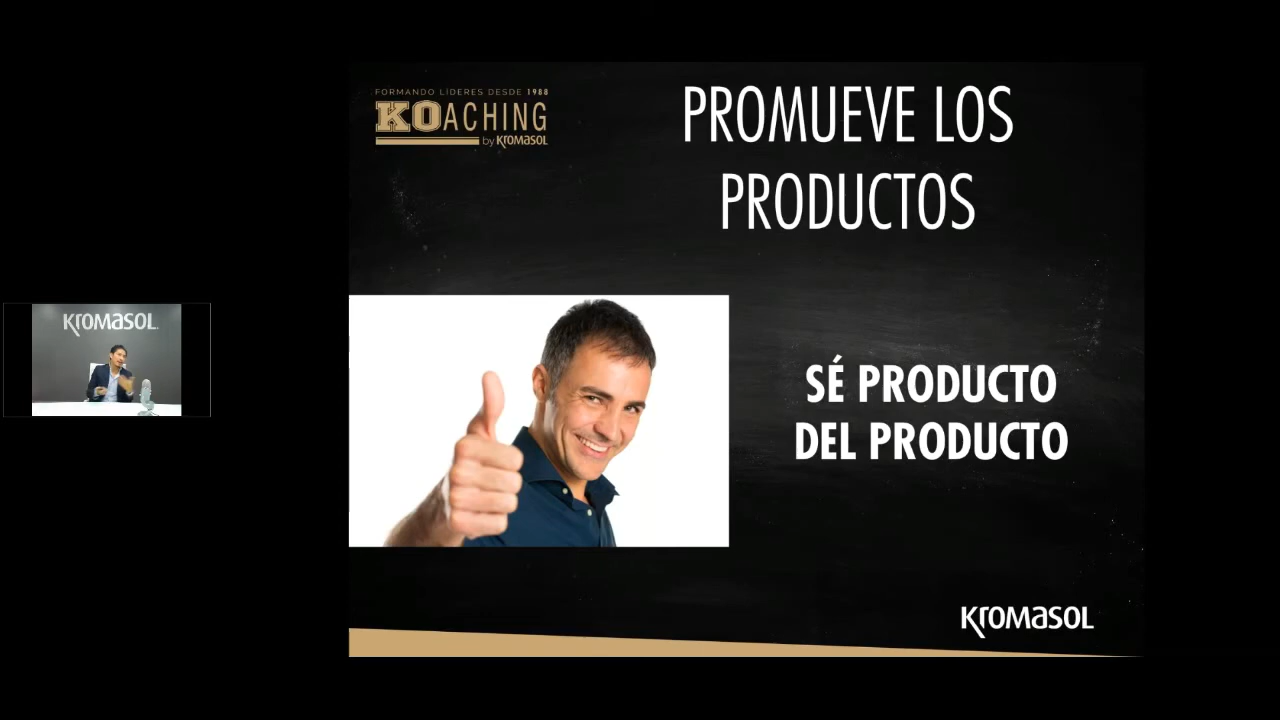 FORMANDO LÍDERES DESDE 1988
KOACHING
by KROMASOL
PROMUEVE LOS
PRODUCTOS
KROMASOL
SÉ PRODUCTO
DEL PRODUCTO
KROMASOL